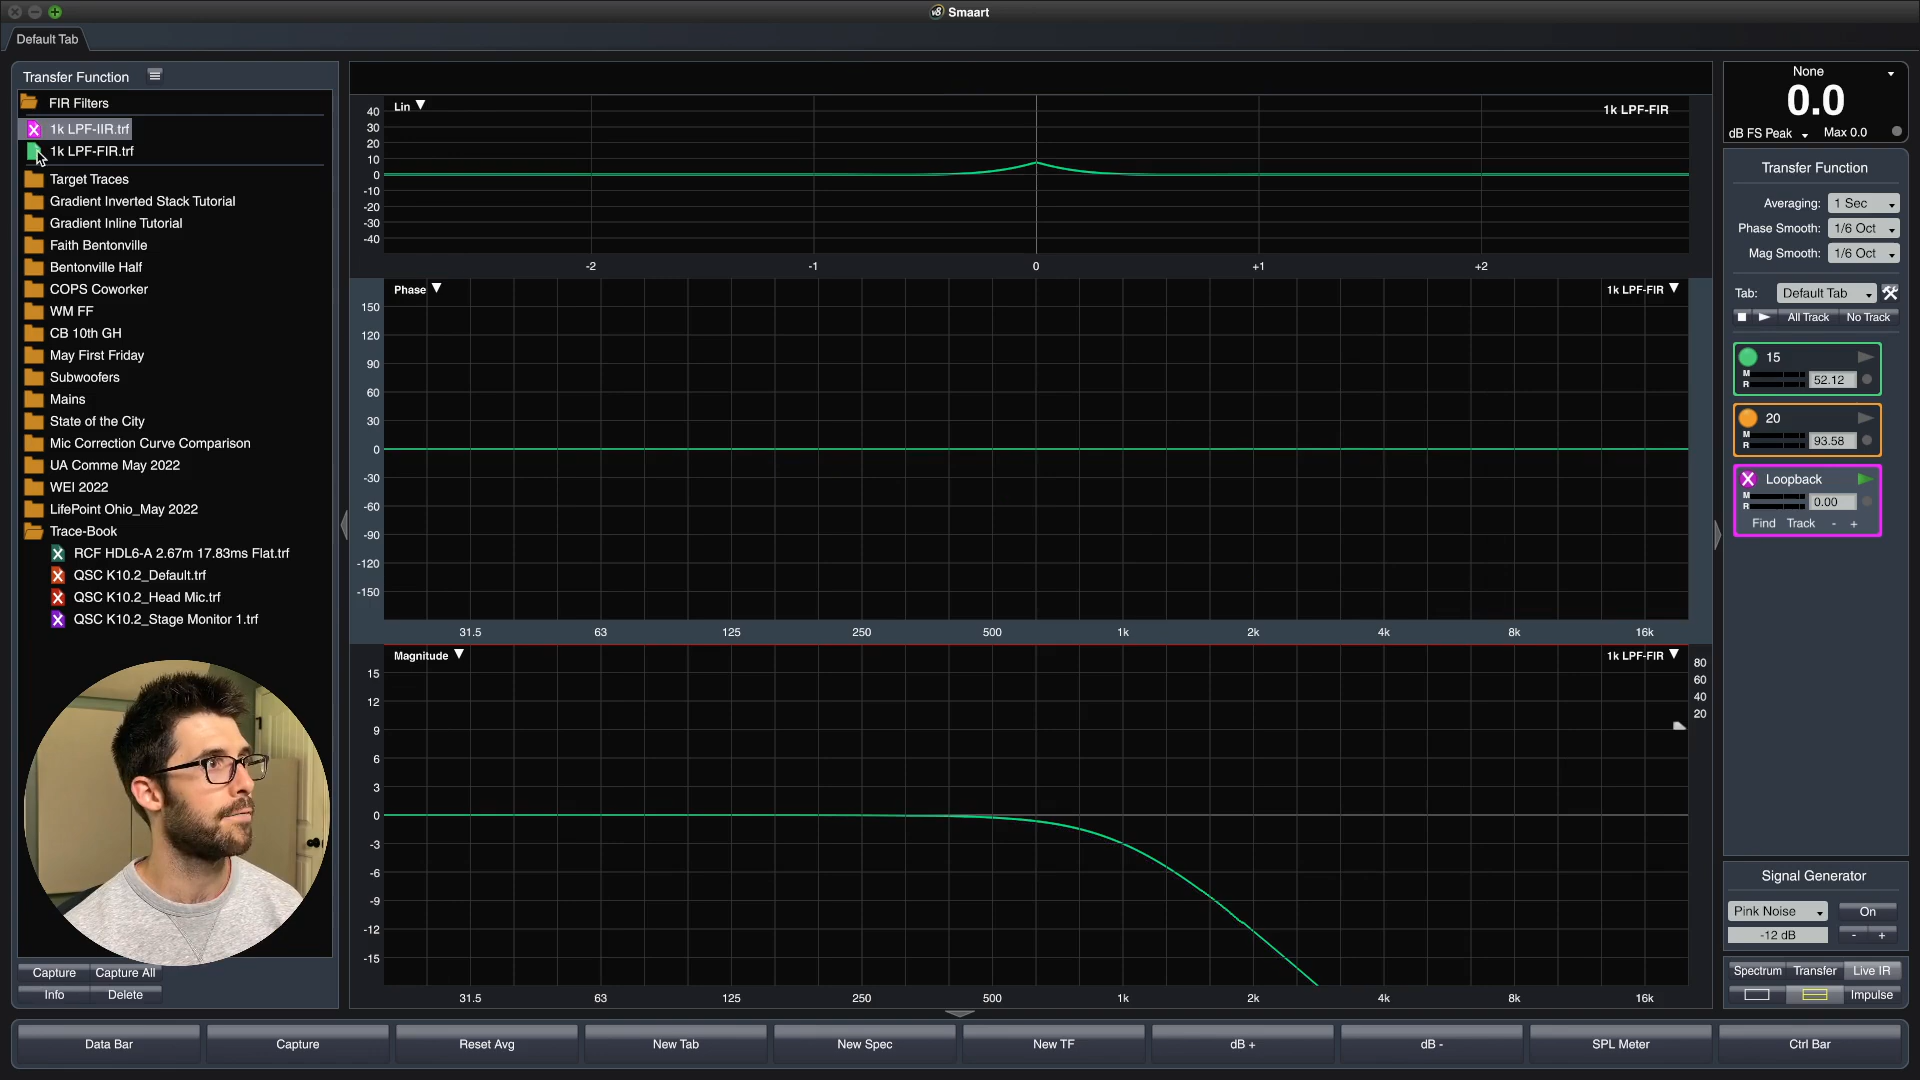 Smaart
Default Tab
Transfer Function
FIR Filters
1k LPF-IIR.trf
1k LPF-FIR.trf
Target Traces
Gradient Inverted Stack Tutorial
Gradient Inline Tutorial
Faith Bentonville
Bentonville Half
COPS Coworker
WM FF
CB 10th GH
May First Friday
Subwoofers
Mains
State of the City
Mic Correction Curve Comparison
UA Comme May 2022
WEI 2022
LifePoint Ohio_May 2022
Trace-Book
RCF HDL6-A 2.67m 17.83ms Flat.trf
QSC K10.2_Default.trf
QSC K10.2_Head Mic.trf
QSC K10.2_Stage Monitor 1.trf
Capture Capture All
Info Delete
Lin 1k LPF-FIR
40
30
20
10
0
-10
-20
-30
-40
-2 -1 0 +1 +2
Phase 1k LPF-FIR
150
120
90
60
30
0
-30
-60
-90
-120
-150
31.5 63 125 250 500 1k 2k 4k 8k 16k
Magnitude 1k LPF-FIR
15
12
9
6
3
0
-3
-6
-9
-12
-15
80
60
40
20
31.5 63 125 250 500 1k 2k 4k 8k 16k
None
0.0
dB FS Peak Max 0.0
Transfer Function
Averaging: 1 Sec
Phase Smooth: 1/6 Oct
Mag Smooth: 1/6 Oct
Tab: Default Tab
All Track No Track
15
M
R 52.12
20
M
R 93.58
Loopback
M
R 0.00
Find Track - +
Signal Generator
Pink Noise On
-12 dB - +
Spectrum Transfer Live IR
Impulse
Data Bar Capture Reset Avg New Tab New Spec New TF dB + dB - SPL Meter Ctrl Bar